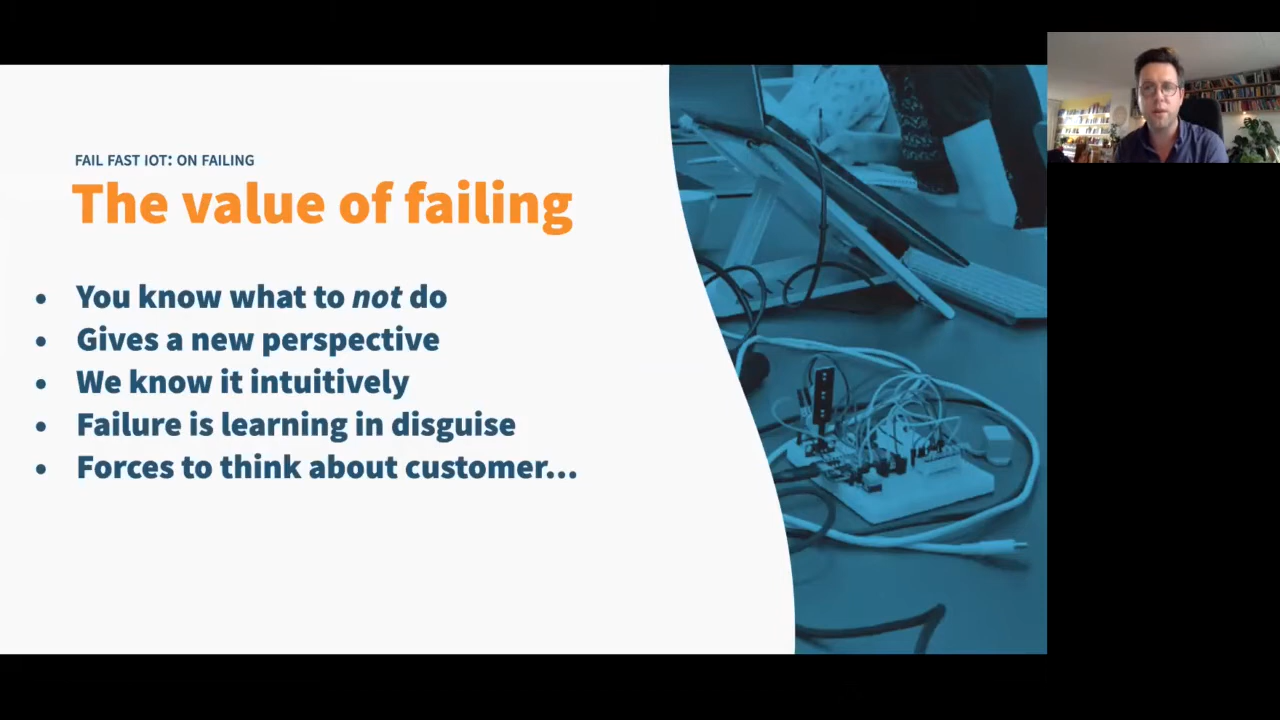 FAIL FAST IOT: ON FAILING
The value of failing
• You know what to not do
• Gives a new perspective
• We know it intuitively
• Failure is learning in disguise
• Forces to think about customer...